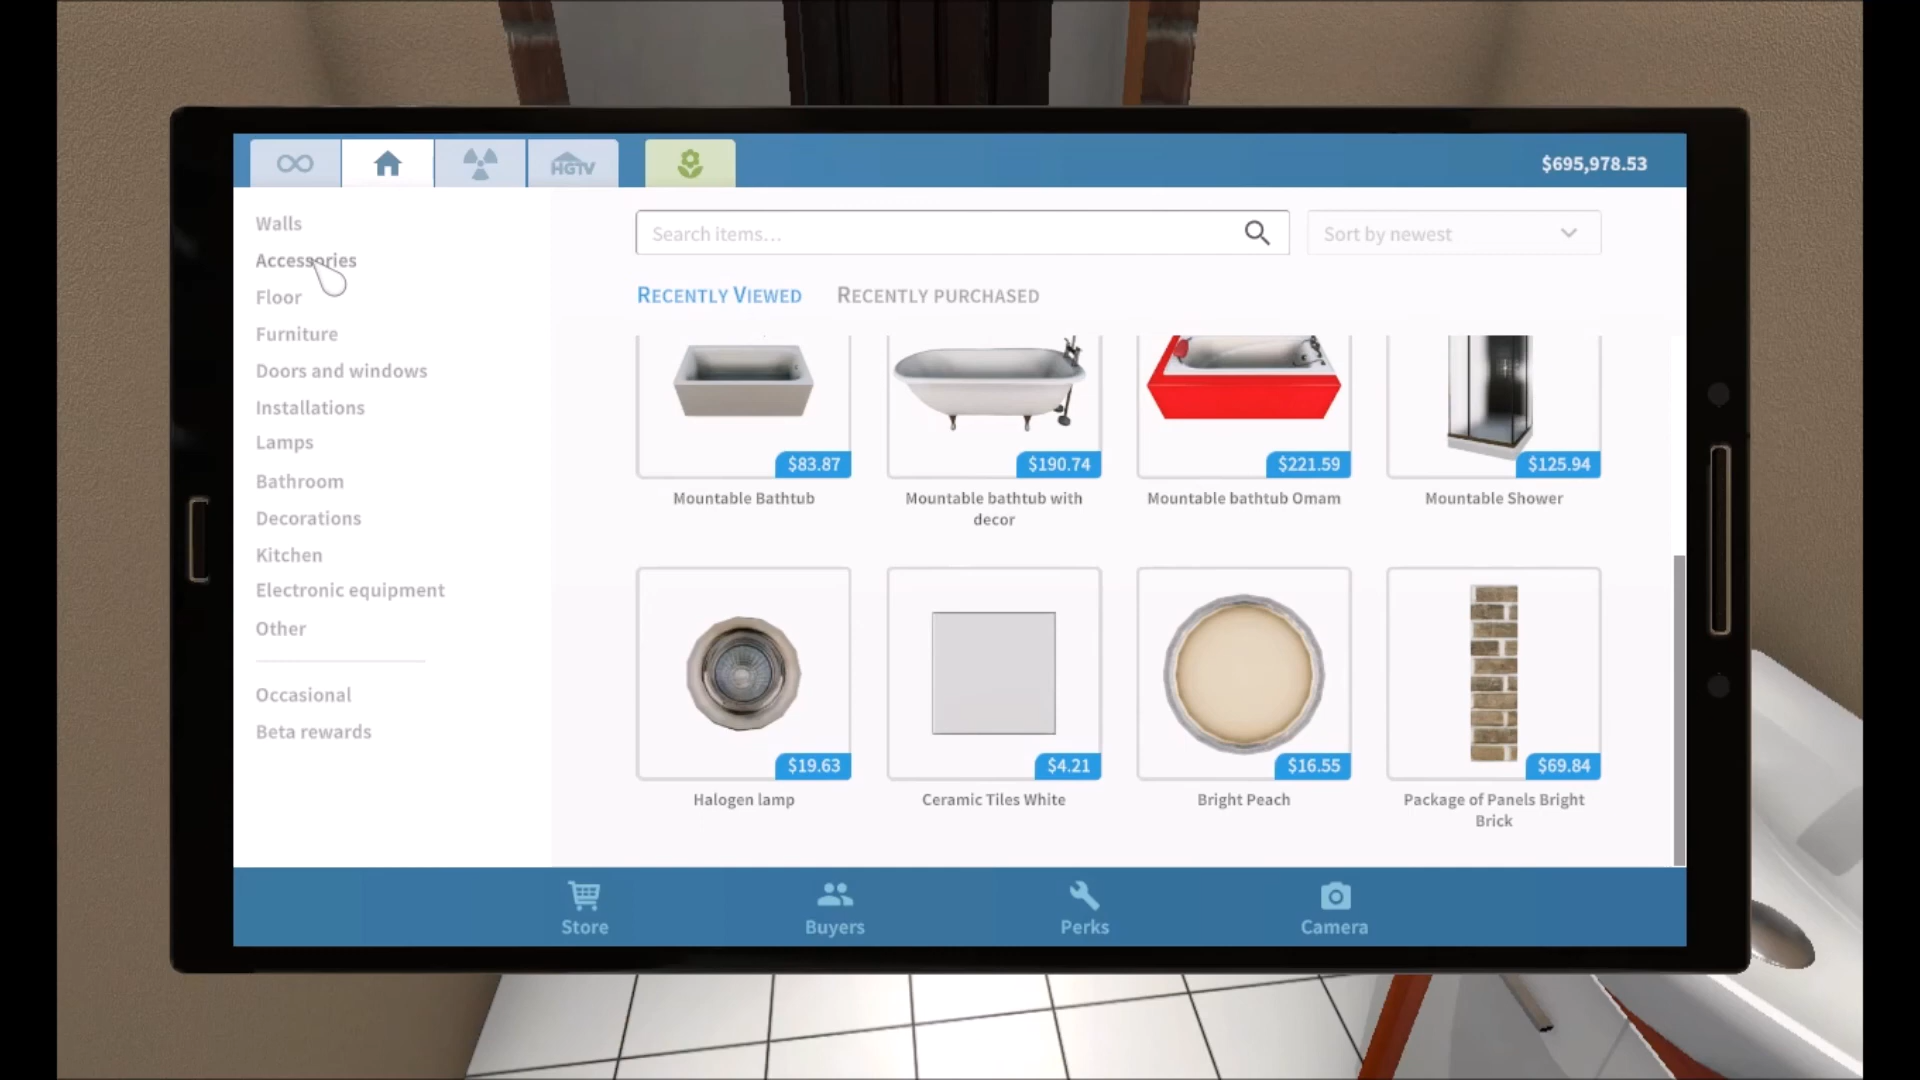 HGTV
$695,978.53
Walls
Accessories
Floor
Furniture
Doors and windows
Installations
Lamps
Bathroom
Decorations
Kitchen
Electronic equipment
Other
Occasional
Beta rewards
Search items...
Sort by newest
RECENTLY VIEWED
RECENTLY PURCHASED
$83.87
$190.74
$221.59
$125.94
Mountable Bathtub
Mountable bathtub with
decor
Mountable bathtub Omam
Mountable Shower
$19.63
$4.21
$16.55
$69.84
Halogen lamp
Ceramic Tiles White
Bright Peach
Package of Panels Bright
Brick
Store
Buyers
Perks
Camera